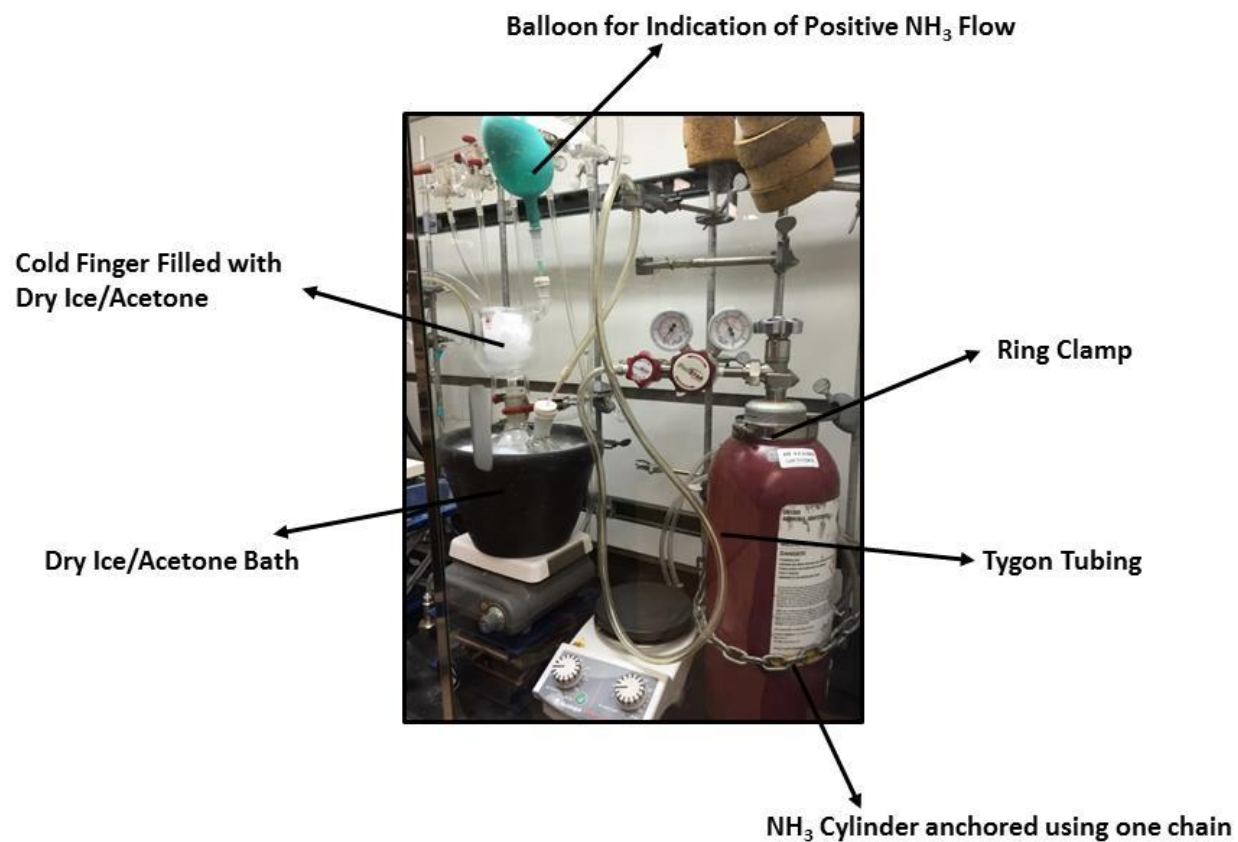 Balloon for Indication of Positive NH₃ Flow
Cold Finger Filled with
Dry Ice/Acetone
Ring Clamp
Dry Ice/Acetone Bath
Tygon Tubing
DANGER
NH₃ Cylinder anchored using one chain